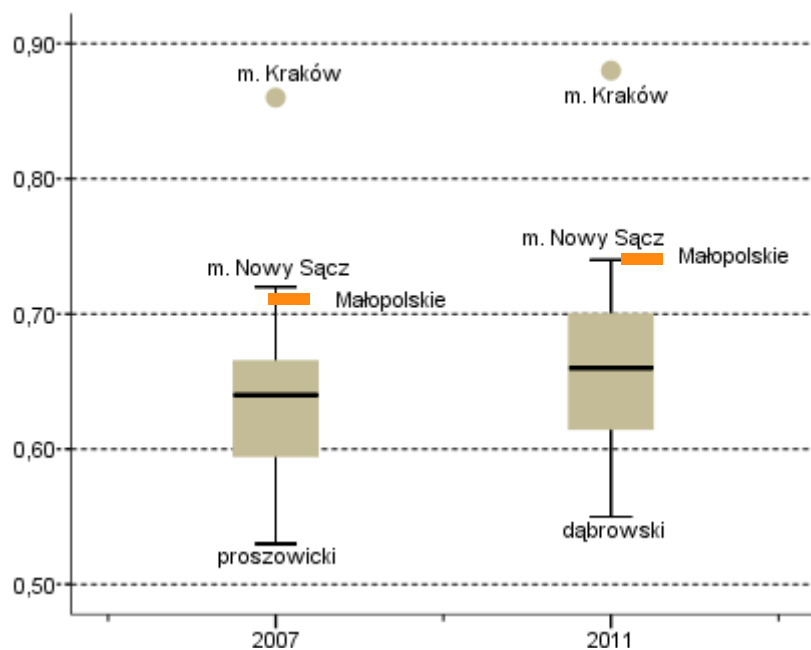 0,90
m. Kraków
m. Kraków
0,80
m. Nowy Sącz
m. Nowy Sącz
Małopolskie
Małopolskie
0,70
0,60
dąbrowski
proszowicki
0,50
2007
2011